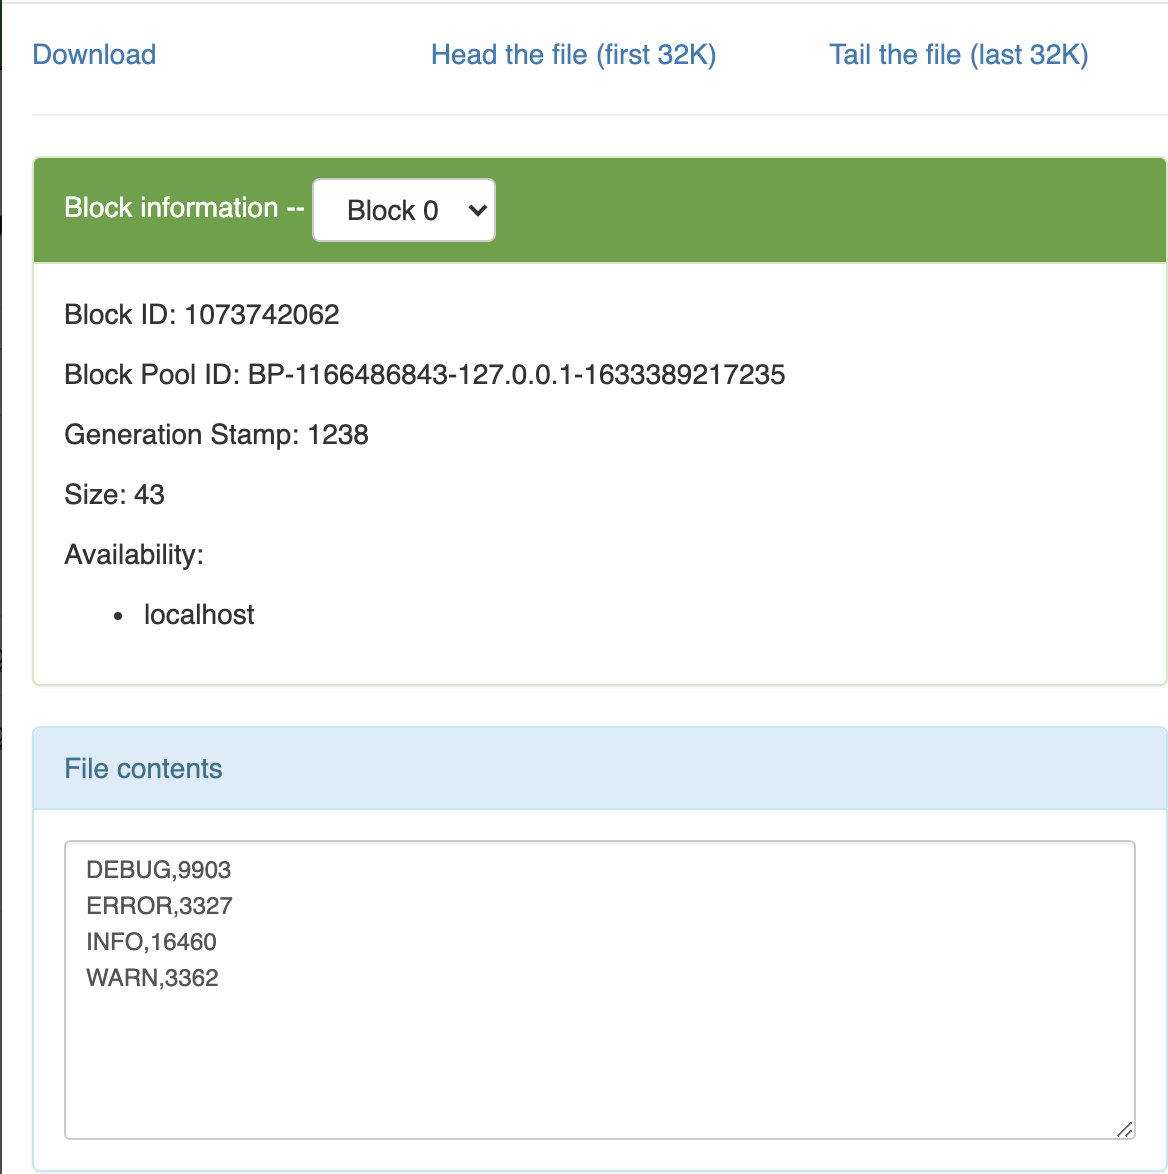 Download Head the file (first 32K) Tail the file (last 32K)
Block information -- Block 0
Block ID: 1073742062
Block Pool ID: BP-1166486843-127.0.0.1-1633389217235
Generation Stamp: 1238
Size: 43
Availability:
• localhost
File contents
DEBUG,9903
ERROR,3327
INFO,16460
WARN,3362